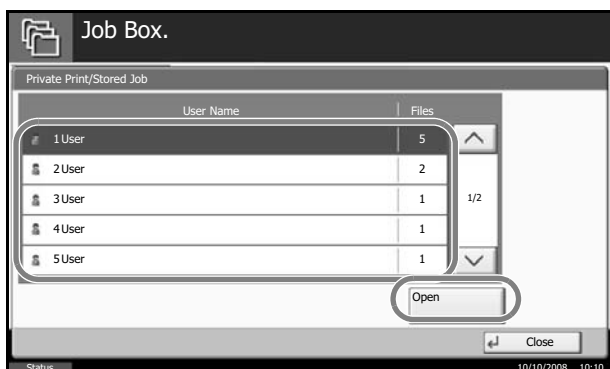 Job Box.
Private Print/Stored Job
User Name Files
1 User 5
2 User 2
3 User 1
1/2
4 User 1
5 User 1
Open
Close
Status 10/10/2008 10:10